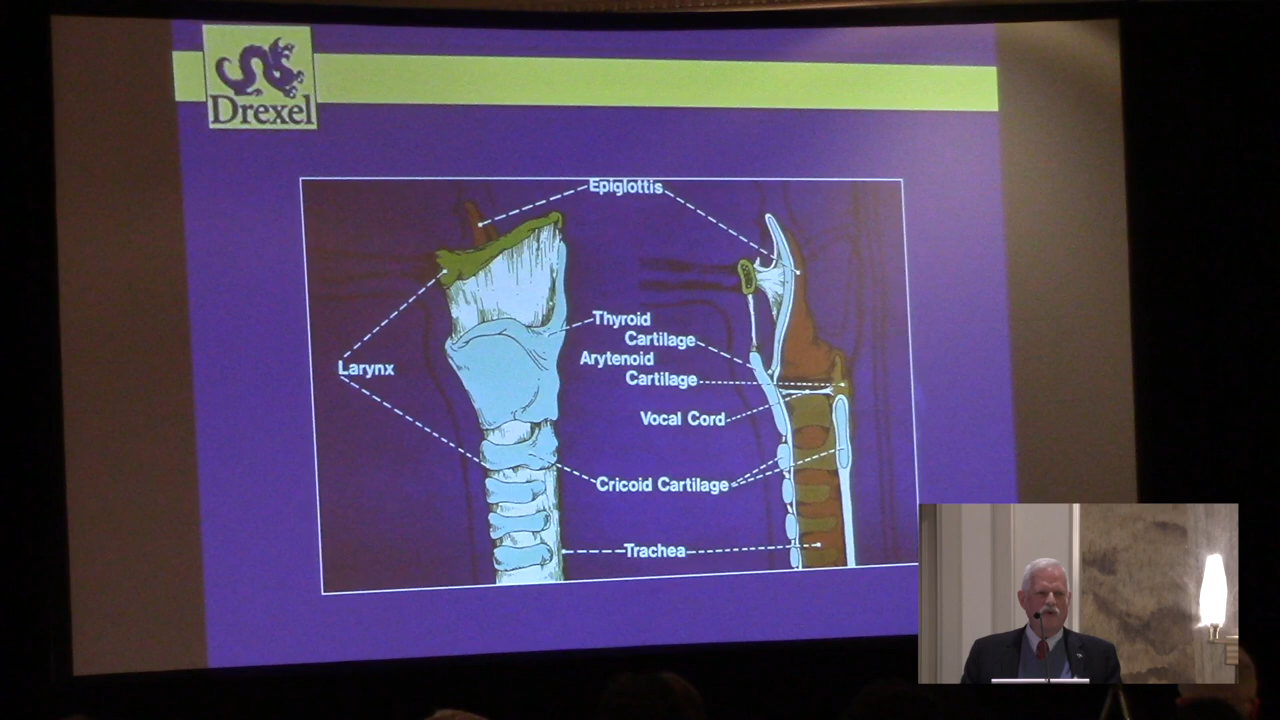 Drexel
Epiglottis
Thyroid
Cartilage
Arytenoid
Cartilage
Larynx
Vocal Cord
Cricoid Cartilage
Trachea